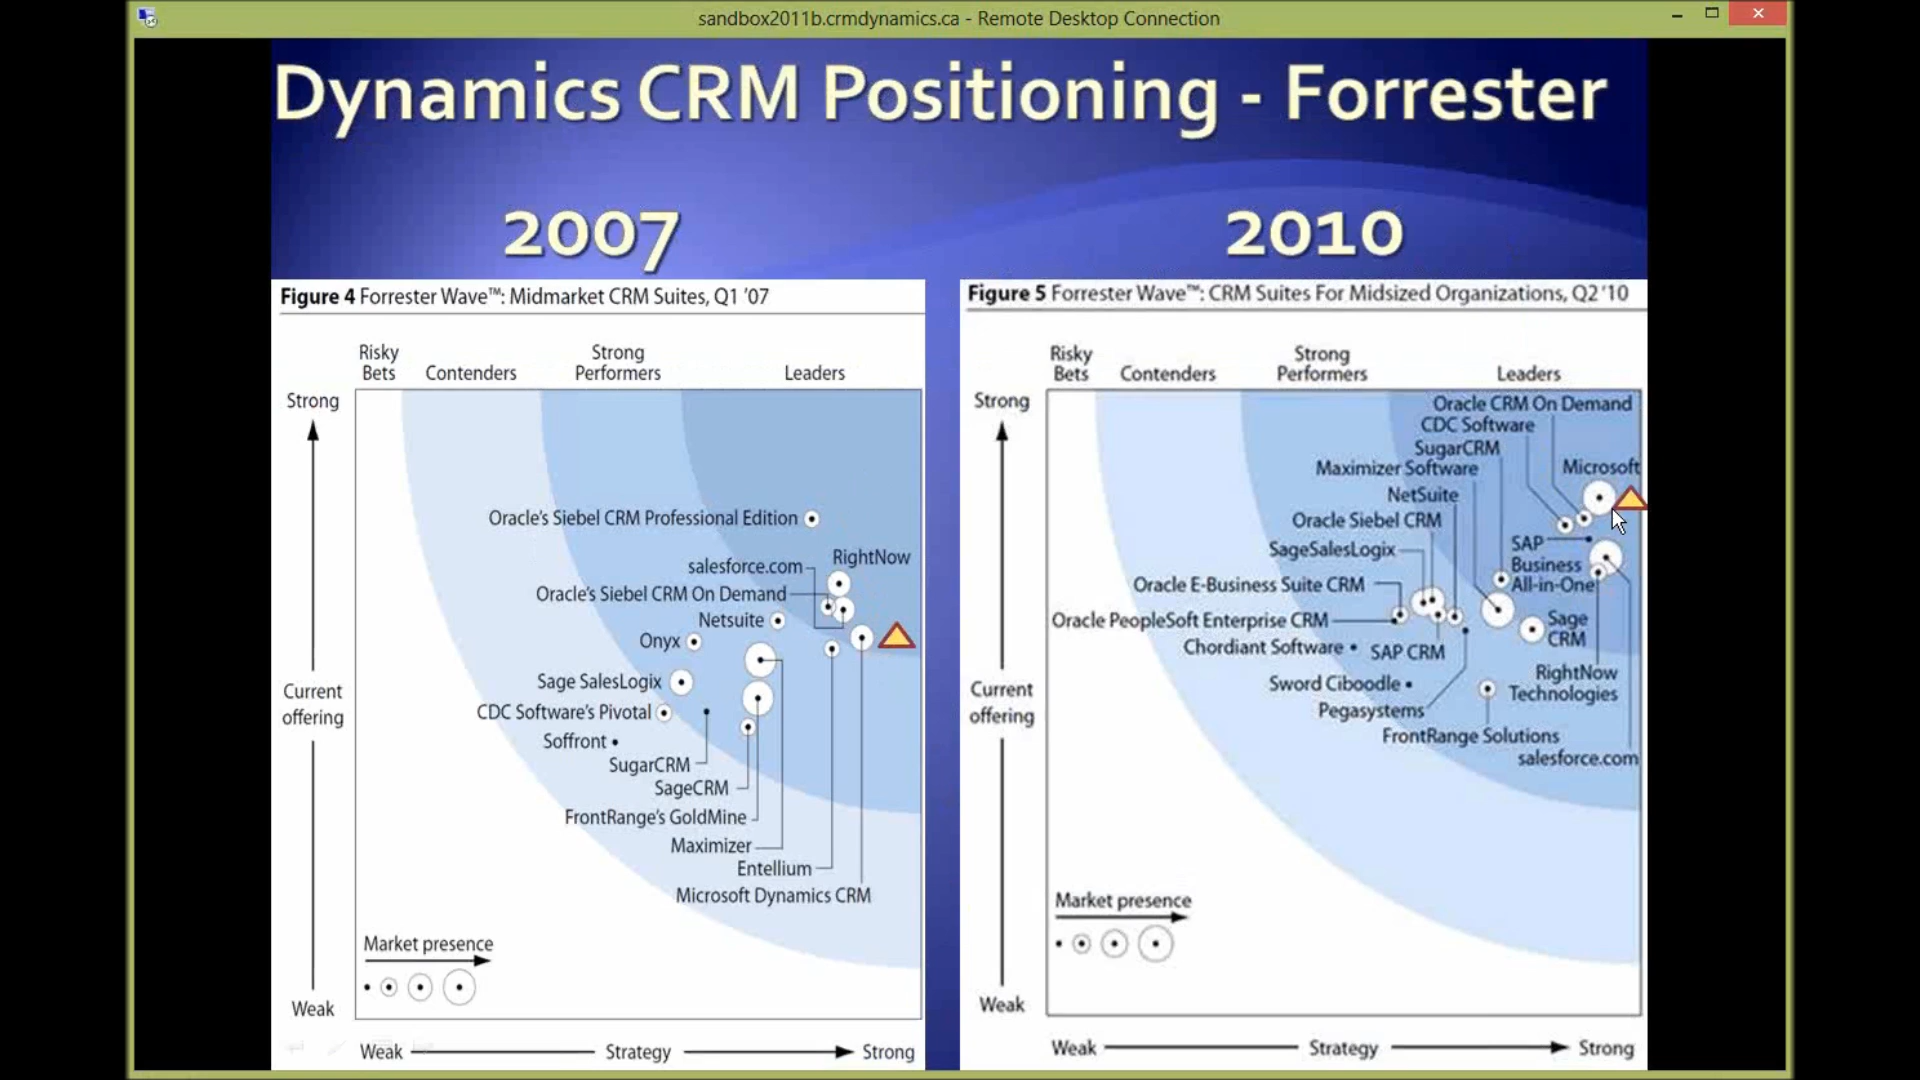 sandbox2011b.crmdynamics.ca - Remote Desktop Connection
Dynamics CRM Positioning - Forrester
2007
2010
Figure 4 Forrester Wave™: Midmarket CRM Suites, Q1 '07
Risky
Bets
Contenders
Strong
Performers
Leaders
Strong
Oracle's Siebel CRM Professional Edition
RightNow
salesforce.com
Oracle's Siebel CRM On Demand
Netsuite
Onyx
Sage SalesLogix
CDC Software's Pivotal
Current
offering
Soffront
SugarCRM
SageCRM
FrontRange's GoldMine
Maximizer
Entellium
Microsoft Dynamics CRM
Market presence
Weak
Weak
Strategy
Strong
Figure 5 Forrester Wave™: CRM Suites For Midsized Organizations, Q2 '10
Risky
Bets
Contenders
Strong
Performers
Leaders
Strong
Oracle CRM On Demand
CDC Software
SugarCRM
Maximizer Software
Microsoft
NetSuite
Oracle Siebel CRM
SageSalesLogix
SAP
Business
All-in-One
Oracle E-Business Suite CRM
Oracle PeopleSoft Enterprise CRM
Sage
CRM
Chordiant Software
SAP CRM
RightNow
Technologies
Sword Ciboodle
Current
offering
Pegasystems
FrontRange Solutions
salesforce.com
Market presence
Weak
Weak
Strategy
Strong